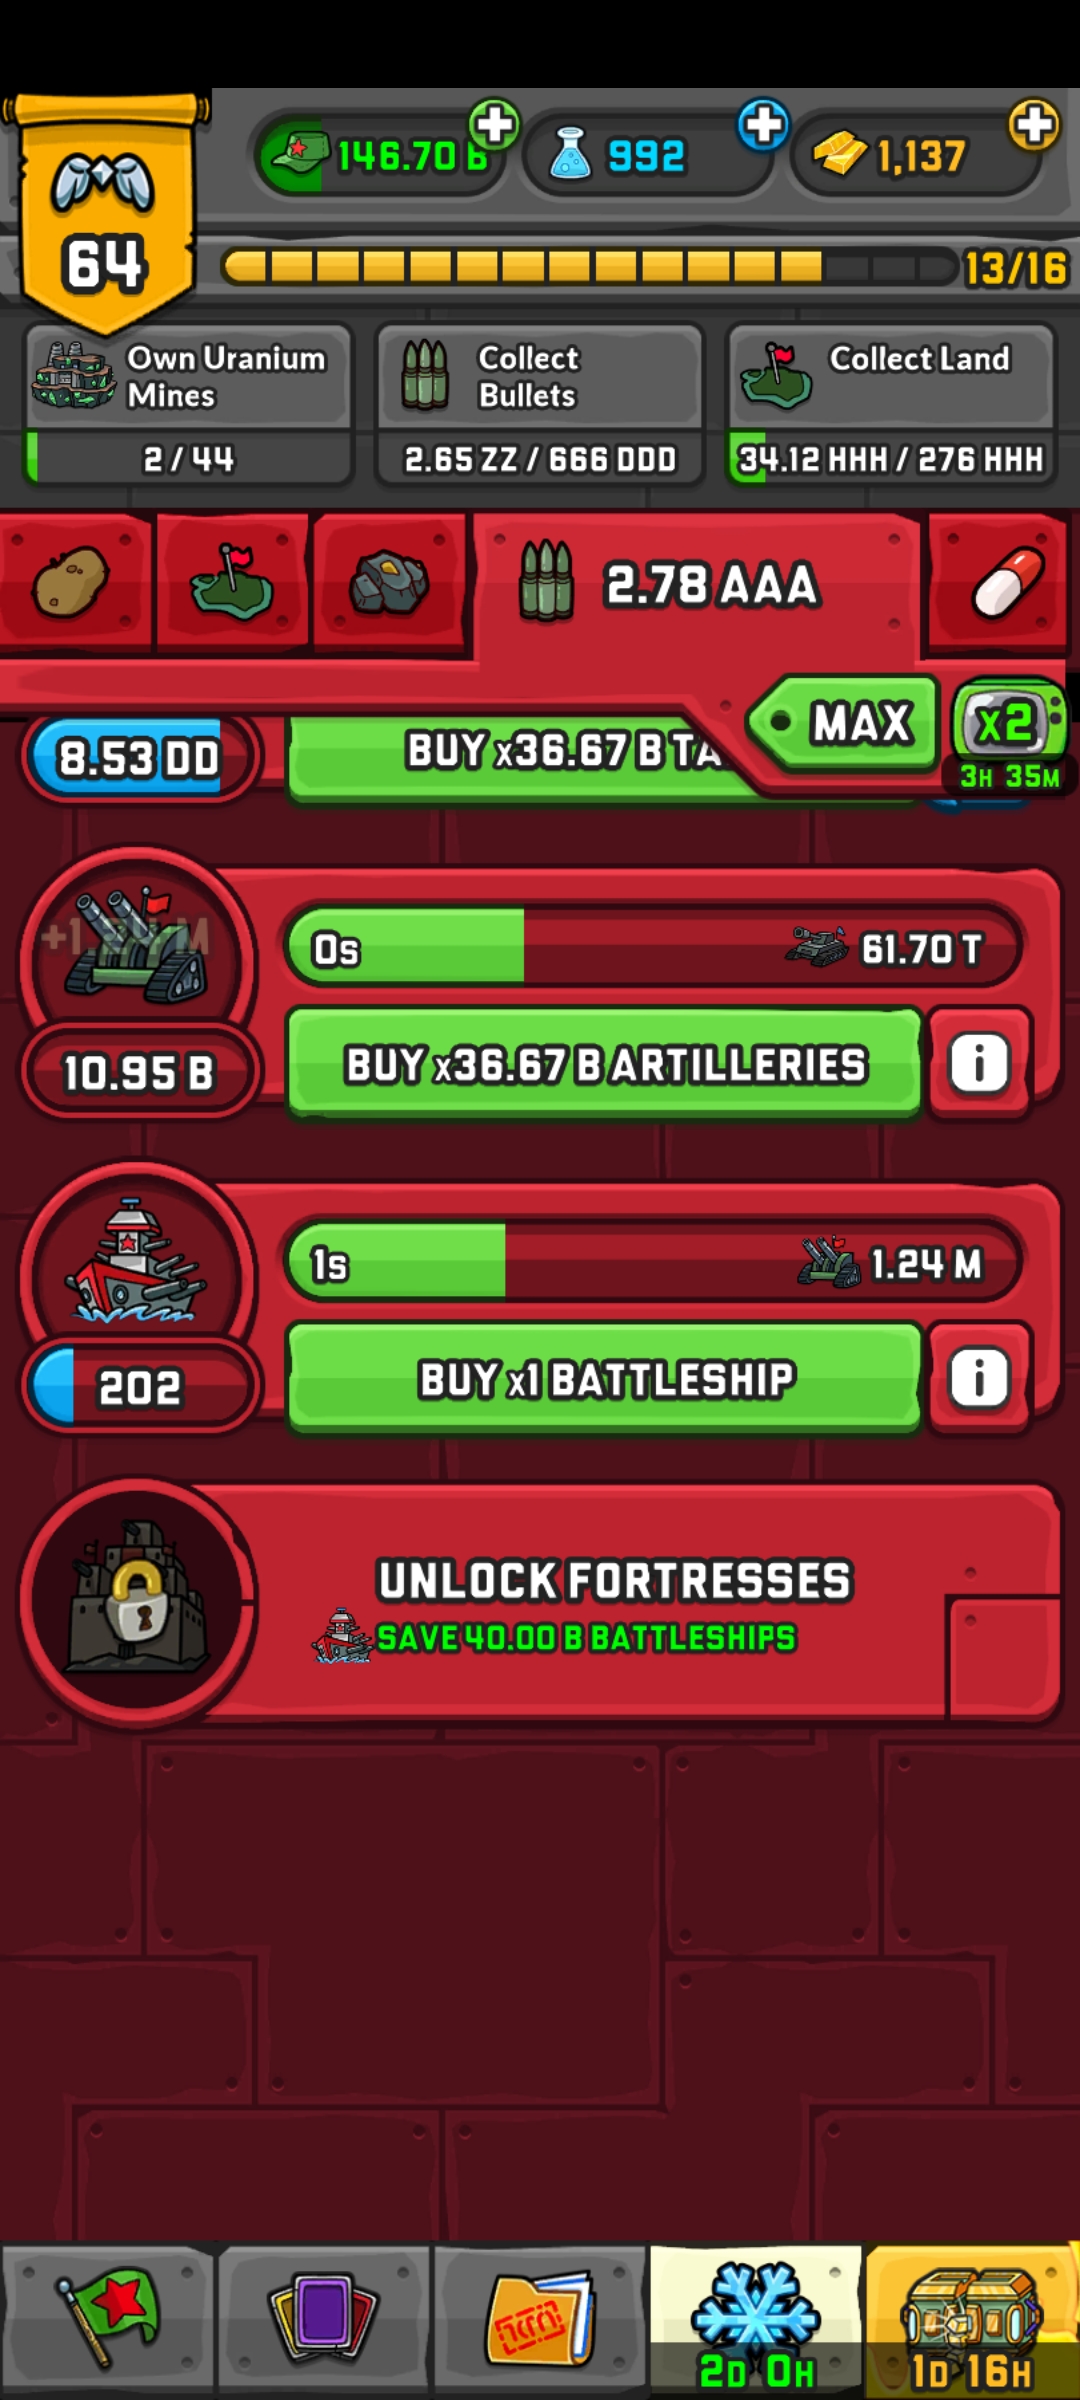 64
146.70 B
992
1,137
13/16
Own Uranium
Mines
2 / 44
Collect
Bullets
2.65 ZZ / 666 DDD
Collect Land
34.12 HHH / 276 HHH
2.78 AAA
MAX
x2
3H 35M
8.53 DD
BUY x36.67 B TA
0s
61.70 T
10.95 B
BUY x36.67 B ARTILLERIES
i
1s
1.24 M
202
BUY x1 BATTLESHIP
i
UNLOCK FORTRESSES
SAVE 40.00 B BATTLESHIPS
2D 0H
1D 16H